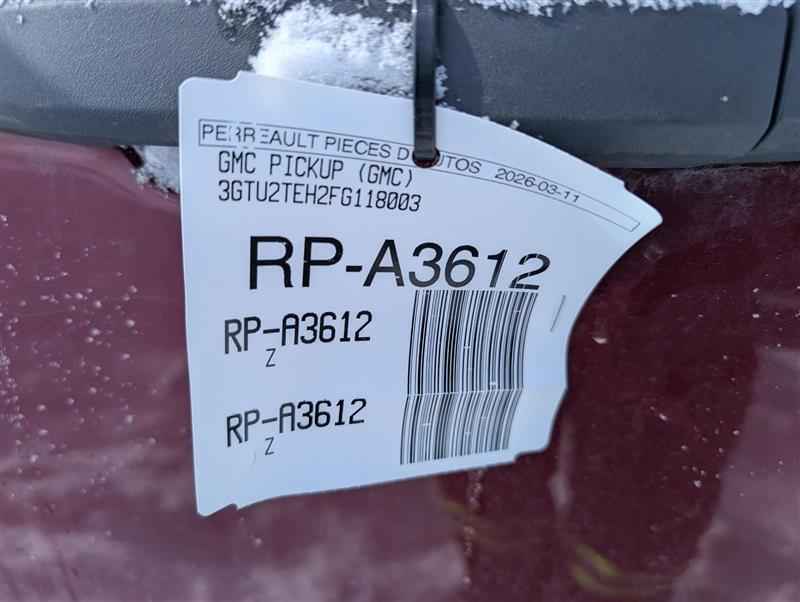 PERREAULT PIECES D'AUTOS 2026-03-11
GMC PICKUP (GMC)
3GTU2TEH2FG118003
RP-A3612
RP-A3612
Z
RP-A3612
Z